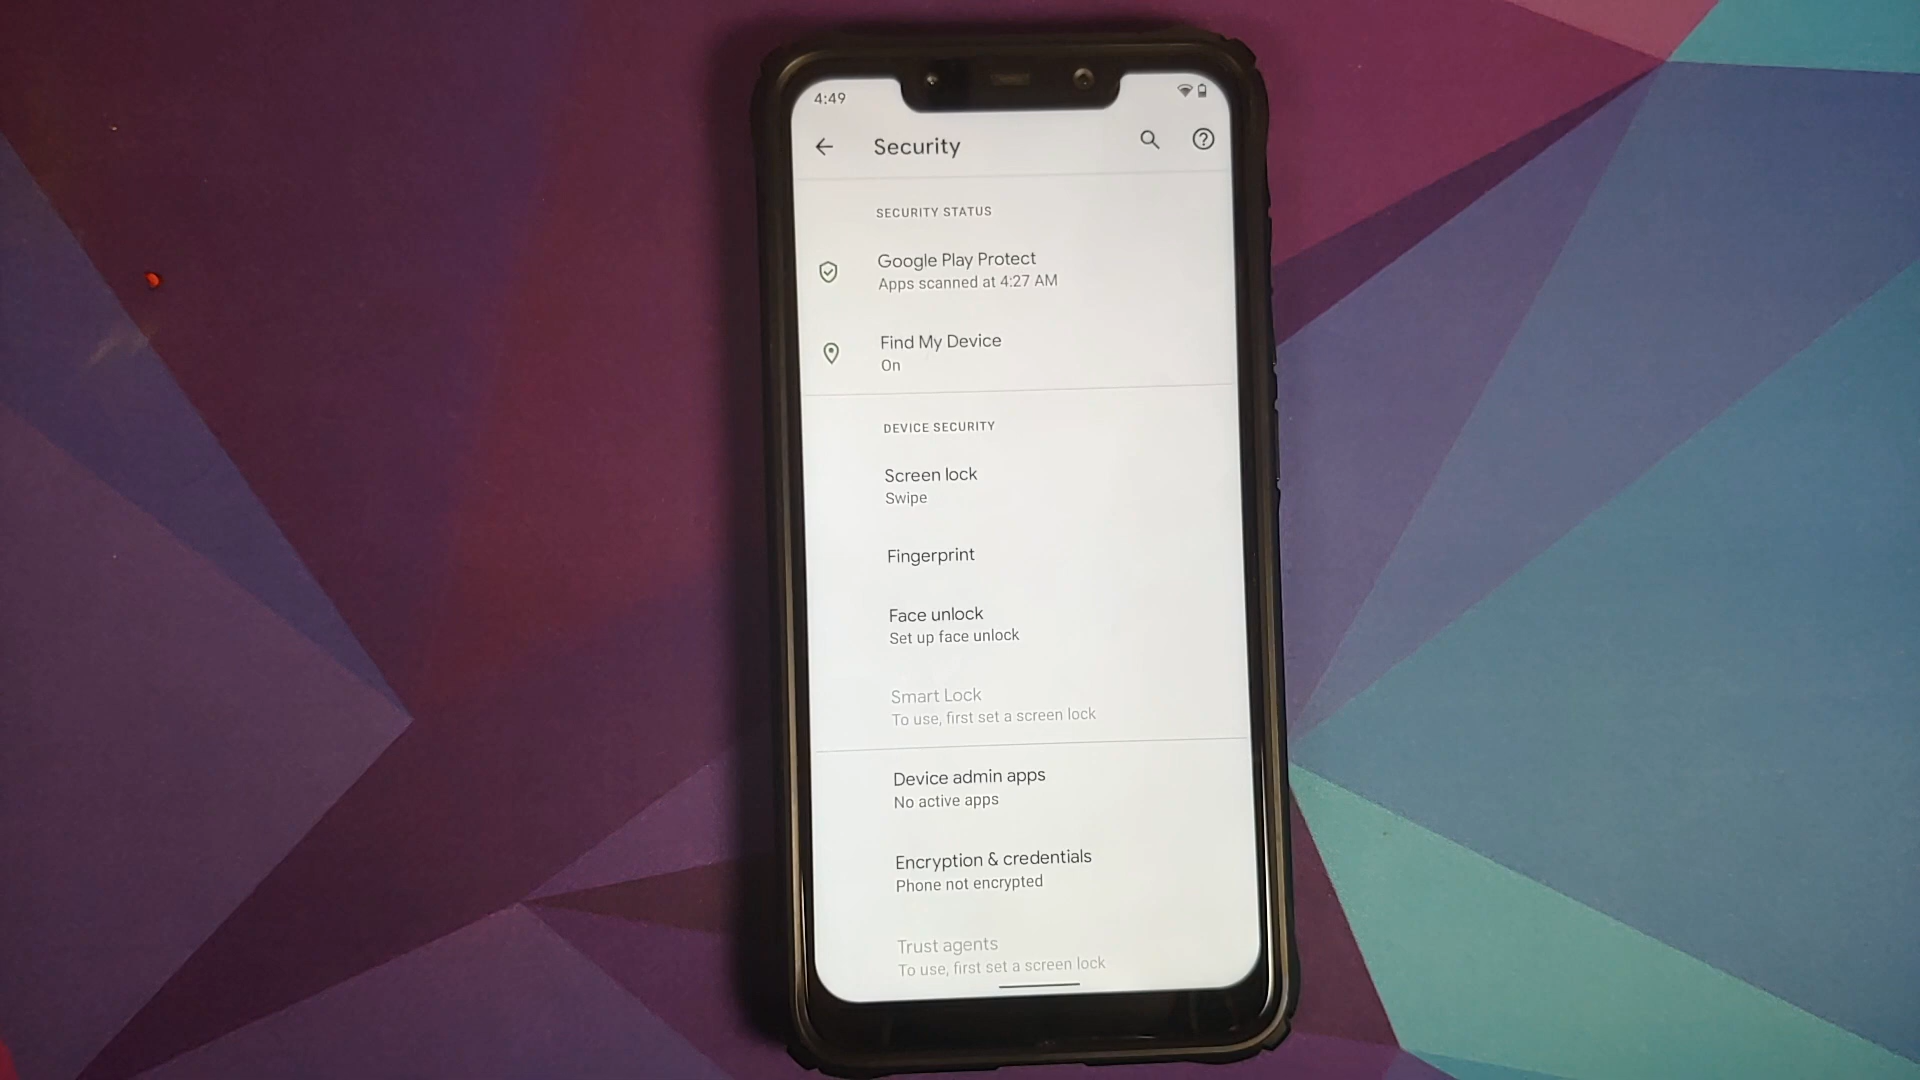 4:49
Security
SECURITY STATUS
Google Play Protect
Apps scanned at 4:27 AM
Find My Device
On
DEVICE SECURITY
Screen lock
Swipe
Fingerprint
Face unlock
Set up face unlock
Smart Lock
To use, first set a screen lock
Device admin apps
No active apps
Encryption & credentials
Phone not encrypted
Trust agents
To use, first set a screen lock